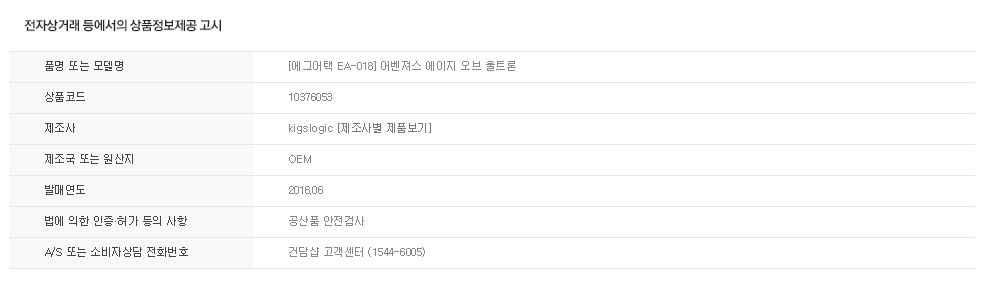 전자상거래 등에서의 상품정보제공 고시
품명 또는 모델명 [에그어택 EA-018] 어벤져스 에이지 오브 울트론
상품코드 10376053
제조사 kigslogic [제조사별 제품보기]
제조국 또는 원산지 OEM
발매연도 2016.06
법에 의한 인증·허가 등의 사항 공산품 안전검사
A/S 또는 소비자상담 전화번호 건담샵 고객센터 (1544-6005)